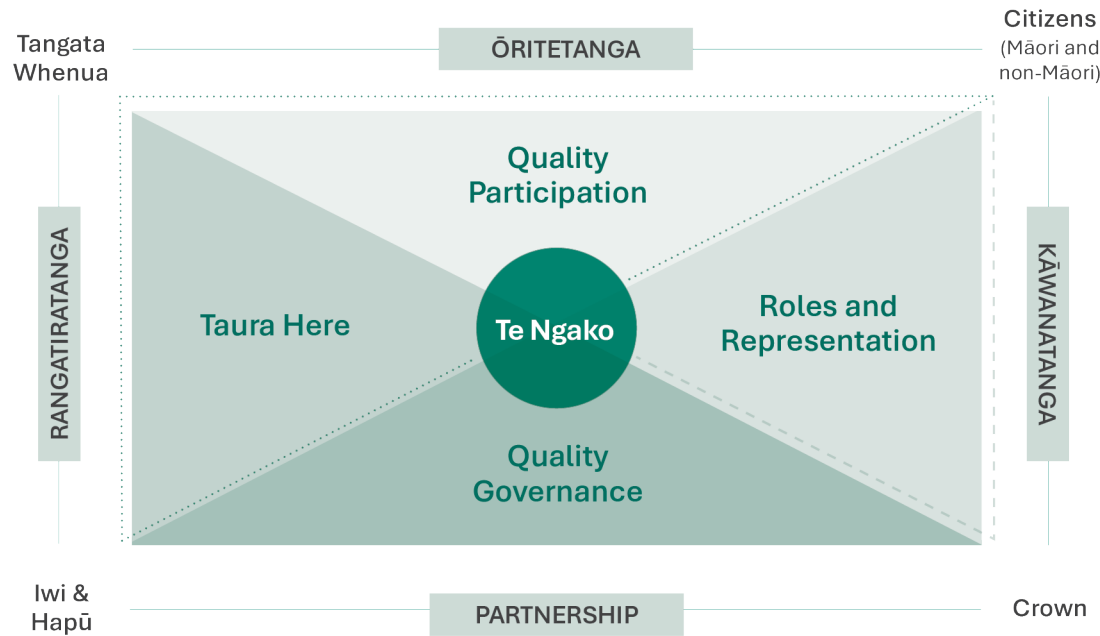 Tangata
Whenua
ŌRITETANGA
Citizens
(Māori and
non-Māori)
Quality
Participation
RANGATIRATANGA
Taura Here
Te Ngako
Roles and
Representation
KĀWANATANGA
Quality
Governance
Iwi &
Hapū
PARTNERSHIP
Crown